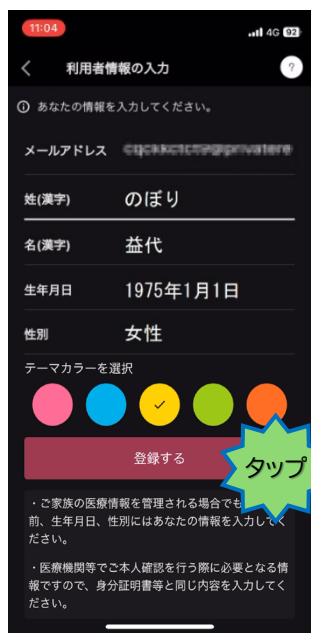 11:04
4G 92
利用者情報の入力
?
あなたの情報を入力してください。
メールアドレス
姓(漢字) のぼり
名(漢字) 益代
生年月日 1975年1月1日
性別 女性
テーマカラーを選択
登録する
タップ
・ご家族の医療情報を管理される場合でも
前、生年月日、性別にはあなたの情報を入力してく
ださい。
・医療機関等でご本人確認を行う際に必要となる情
報ですので、身分証明書等と同じ内容を入力してく
ださい。